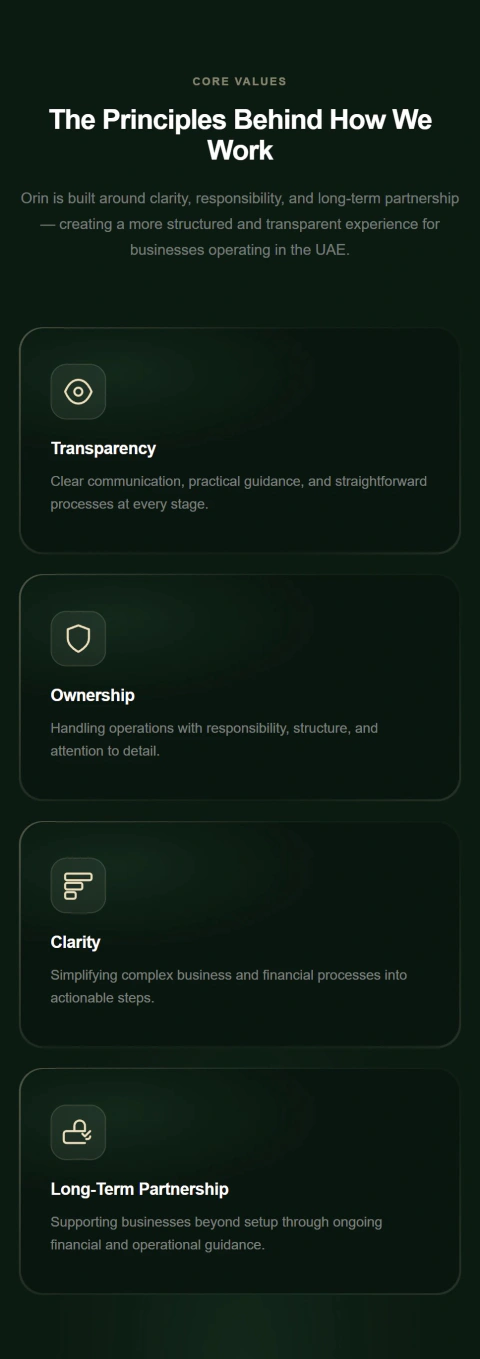 CORE VALUES
The Principles Behind How We
Work
Orin is built around clarity, responsibility, and long-term partnership
— creating a more structured and transparent experience for
businesses operating in the UAE.
Transparency
Clear communication, practical guidance, and straightforward
processes at every stage.
Ownership
Handling operations with responsibility, structure, and
attention to detail.
Clarity
Simplifying complex business and financial processes into
actionable steps.
Long-Term Partnership
Supporting businesses beyond setup through ongoing
financial and operational guidance.